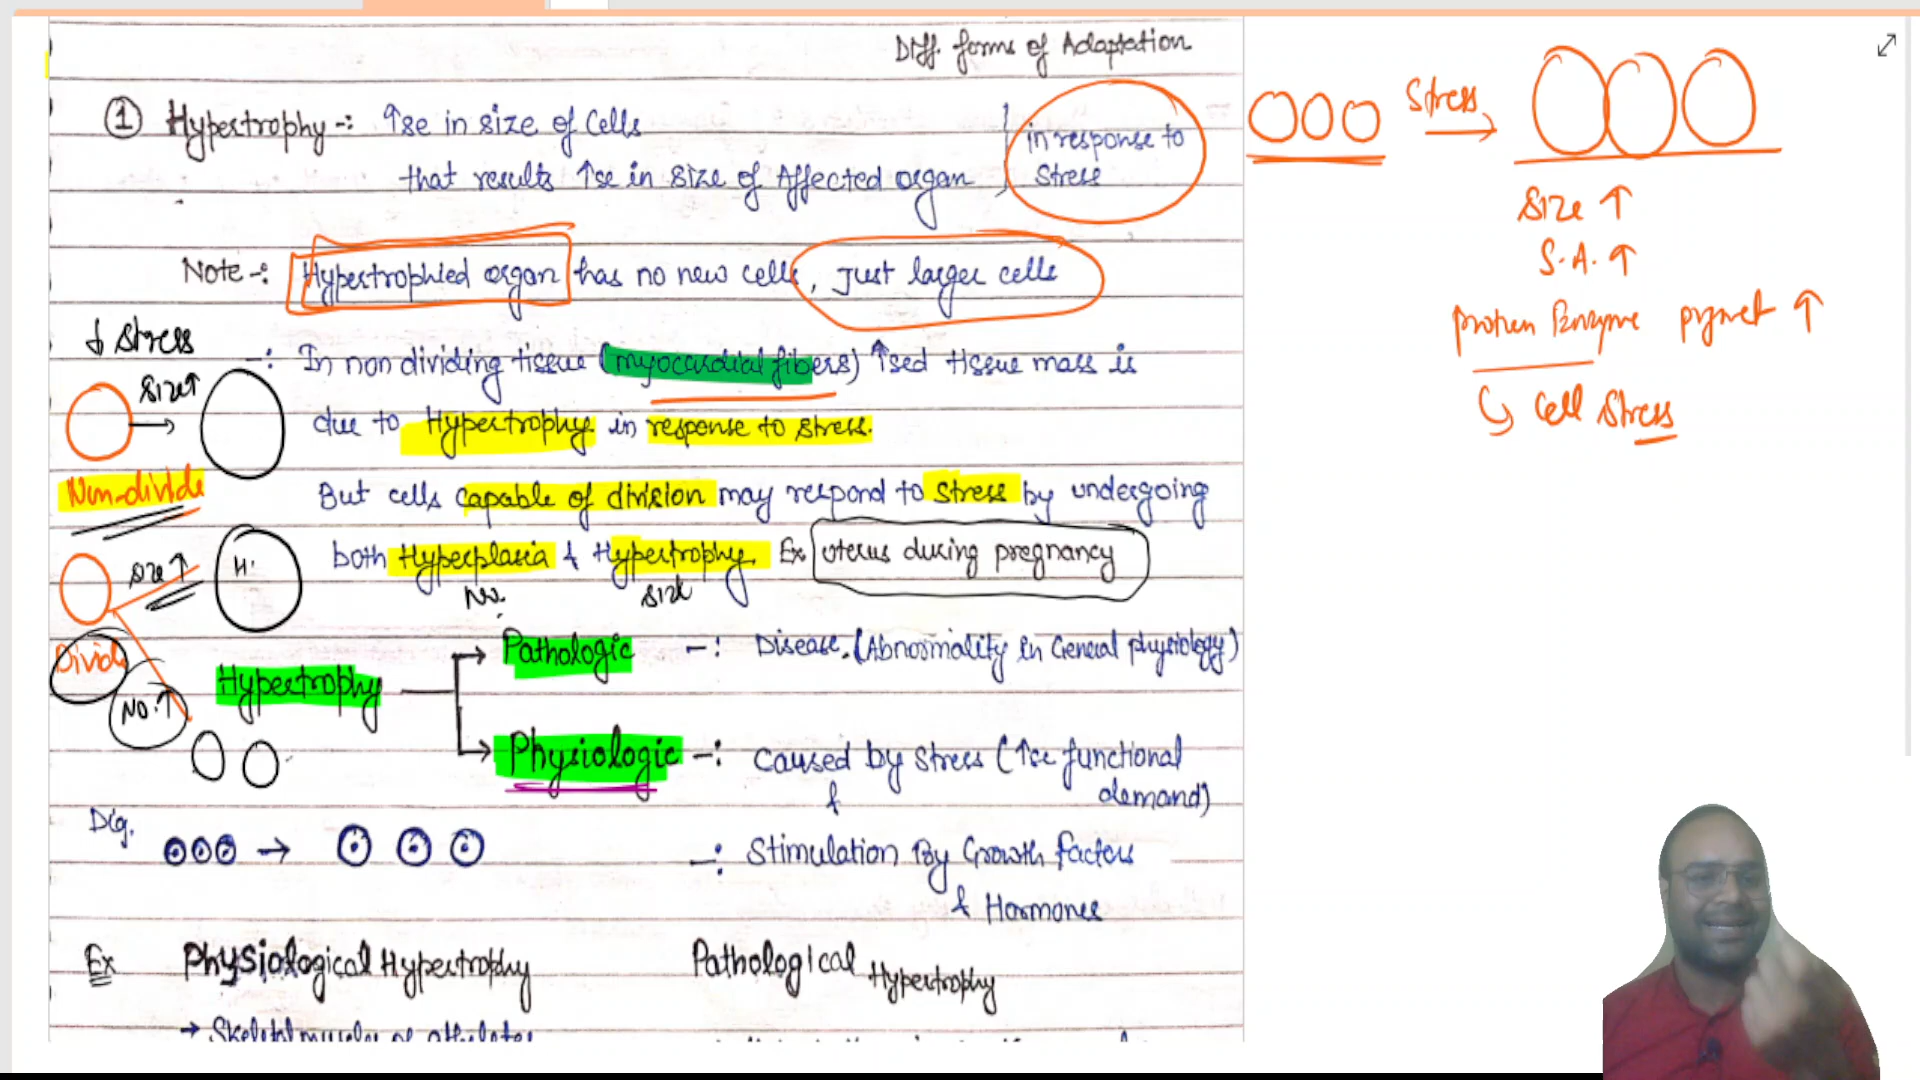 Diff. forms of Adaptation
① Hypertrophy -: ↑se in size of Cells
that results ↑se in size of Affected organ
in response to
Stress
Note -: Hypertrophied organ has no new cells, Just larger cells
-: In non dividing tissue (myocardial fibers) ↑sed tissue mass is
due to Hypertrophy in response to stress.
But cells capable of division may respond to stress by undergoing
both Hyperplasia & Hypertrophy. Ex uterus during pregnancy
No.
Size
Hypertrophy
Pathologic -: Disease. (Abnormality in General physiology)
Physiologic -: Caused by Stress (↑se functional
demand)
&
-: Stimulation By Growth factors
& Hormones
Dig.
Ex Physiological Hypertrophy
Pathological Hypertrophy
→ Skeletal muscles of
↓ Stress
Size↑
Non-divide
Size ↑
H.
Divide
No.↑
Stress
Size ↑
S.A. ↑
protein Enzyme pigment ↑
Cell Stress